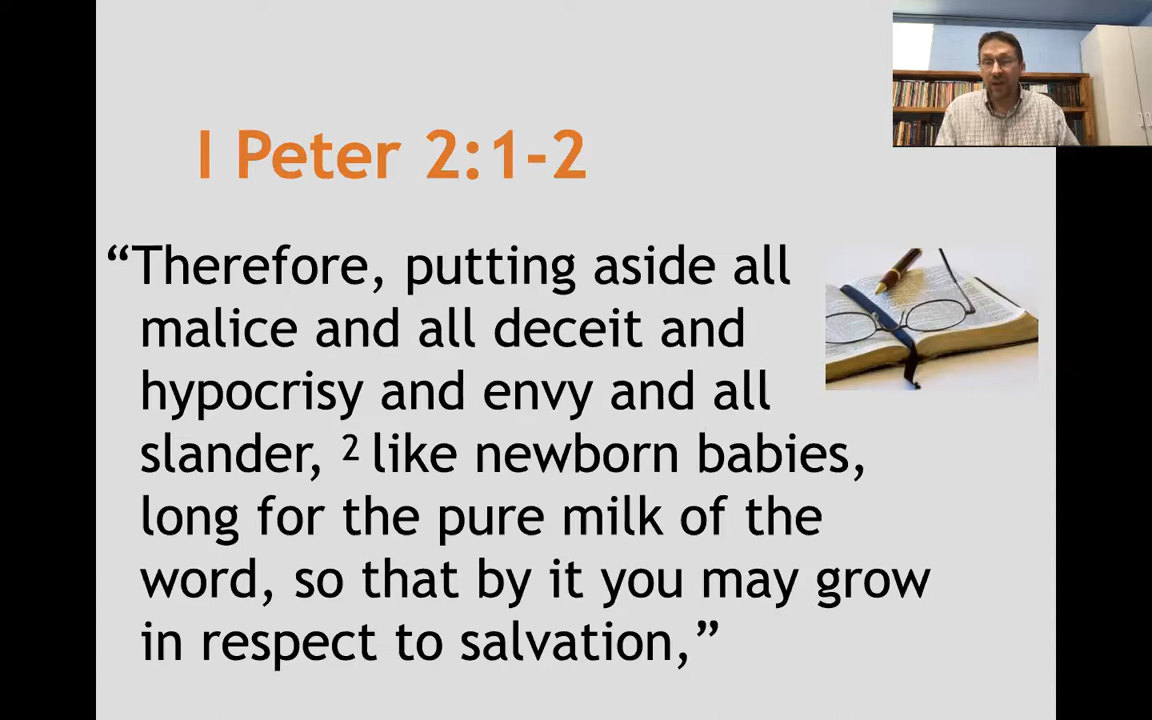 I Peter 2:1-2
“Therefore, putting aside all
malice and all deceit and
hypocrisy and envy and all
slander, ² like newborn babies,
long for the pure milk of the
word, so that by it you may grow
in respect to salvation,”